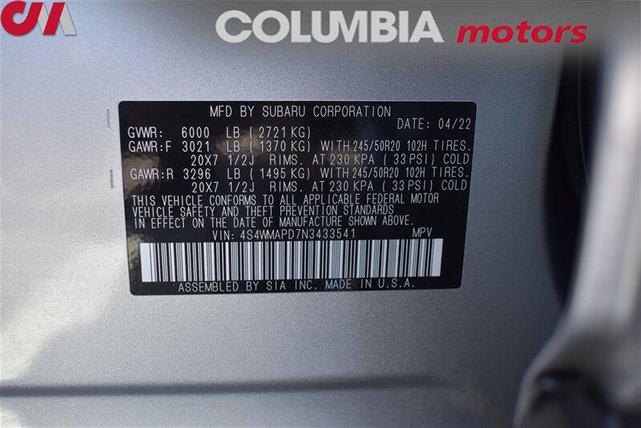 CM
COLUMBIA motors
MFD BY SUBARU CORPORATION
GVWR: 6000 LB ( 2721 KG) DATE: 04/22
GAWR:F 3021 LB ( 1370 KG) WITH 245/50R20 102H TIRES.
20X7 1/2J RIMS. AT 230 KPA ( 33 PSI) COLD
GAWR:R 3296 LB ( 1495 KG) WITH 245/50R20 102H TIRES.
20X7 1/2J RIMS. AT 230 KPA ( 33 PSI) COLD
THIS VEHICLE CONFORMS TO ALL APPLICABLE FEDERAL MOTOR
VEHICLE SAFETY AND THEFT PREVENTION STANDARDS
IN EFFECT ON THE DATE OF MANUFACTURE SHOWN ABOVE.
VIN: 4S4WMAPD7N3433541 MPV
ASSEMBLED BY SIA INC. MADE IN U.S.A.